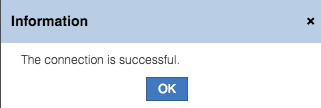 Information ×
The connection is successful.
OK